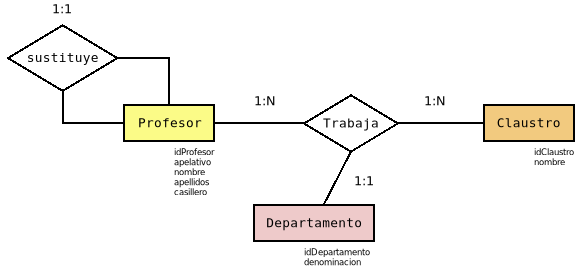 1:1
sustituye
1:N
1:N
Profesor
Trabaja
Claustro
idProfesor
apelativo
nombre
apellidos
casillero
idClaustro
nombre
1:1
Departamento
idDepartamento
denominacion